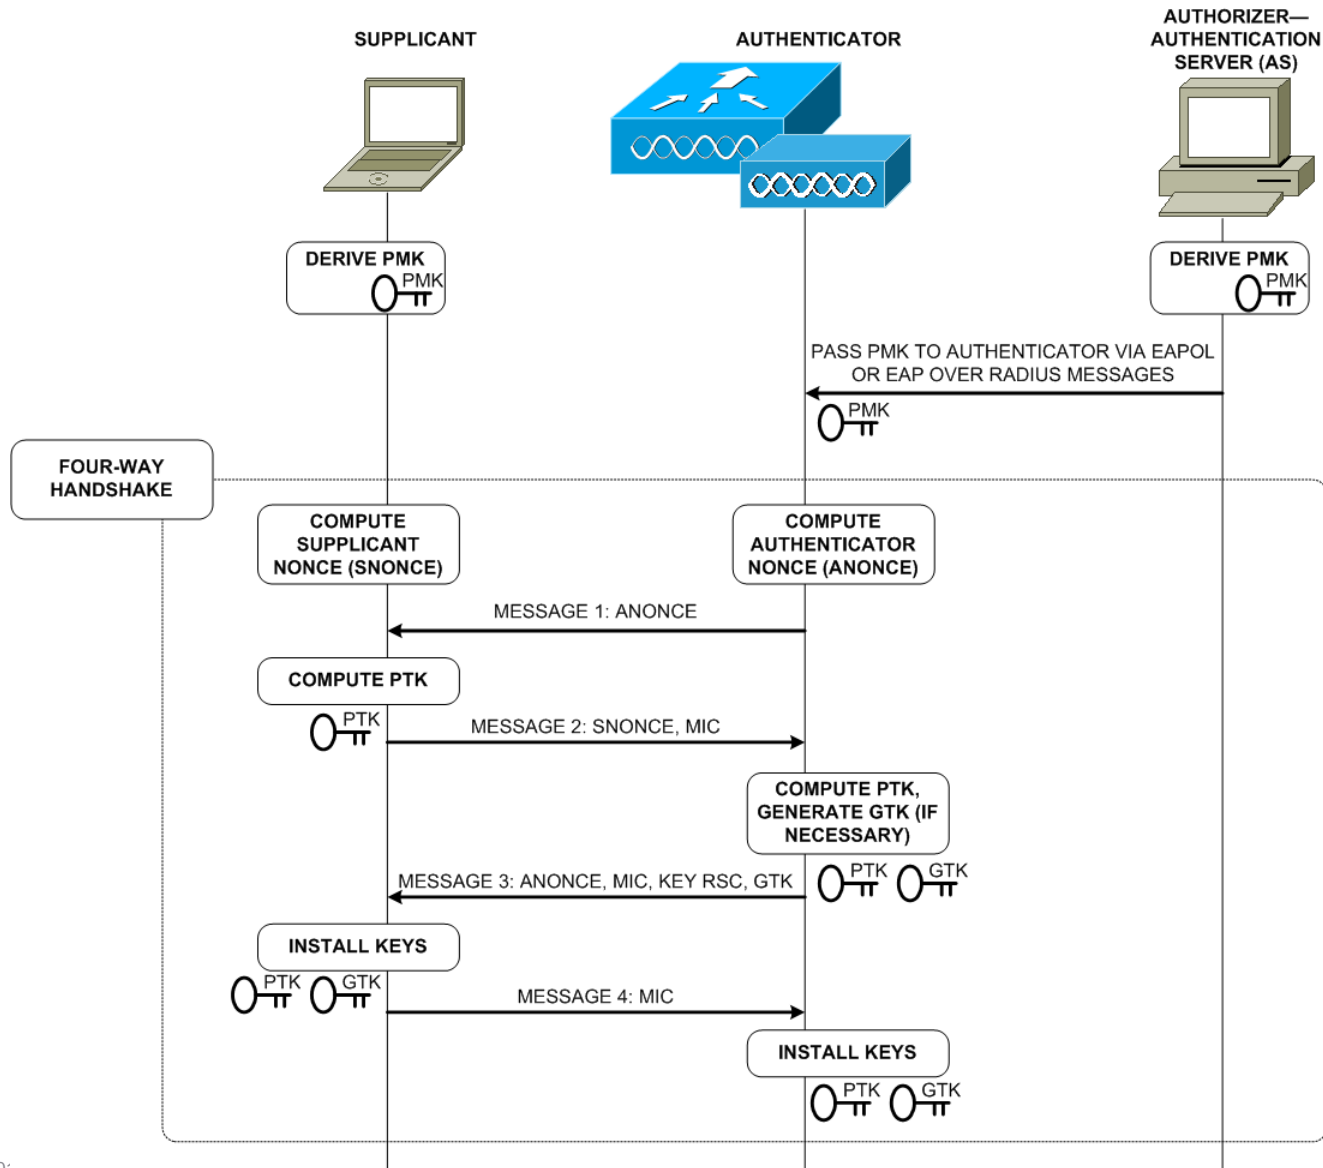 SUPPLICANT
AUTHENTICATOR
AUTHORIZER—
AUTHENTICATION
SERVER (AS)
DERIVE PMK
PMK
DERIVE PMK
PMK
PASS PMK TO AUTHENTICATOR VIA EAPOL
OR EAP OVER RADIUS MESSAGES
PMK
FOUR-WAY
HANDSHAKE
COMPUTE
SUPPLICANT
NONCE (SNONCE)
COMPUTE
AUTHENTICATOR
NONCE (ANONCE)
MESSAGE 1: ANONCE
COMPUTE PTK
PTK
MESSAGE 2: SNONCE, MIC
COMPUTE PTK,
GENERATE GTK (IF
NECESSARY)
PTK
GTK
MESSAGE 3: ANONCE, MIC, KEY RSC, GTK
INSTALL KEYS
PTK
GTK
MESSAGE 4: MIC
INSTALL KEYS
PTK
GTK